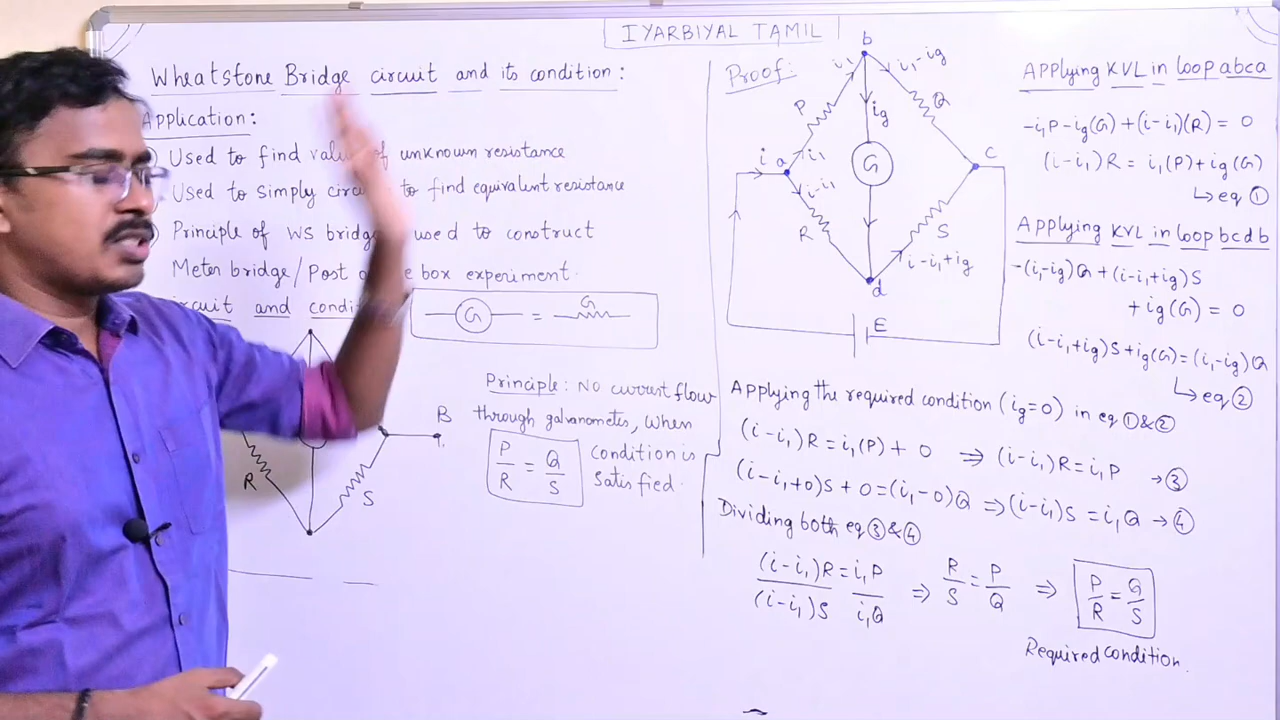 IYARBIYAL TAMIL
Wheatstone Bridge circuit and its condition:
Application:
Used to find value of unknown resistance
Used to Simply to find equivalent resistance
Principle of WS bridge used to construct
Meter bridge/Post box experiment.
and
G = G
B
R
S
Principle: No current flow
through galvanometer, when
P/R = Q/S condition is
satisfied.
Proof:
b
i₁
i₁-ig
P
Q
ig
i a
i₁
G
c
i-i₁
R
S
i-i₁+ig
d
E
Applying KVL in loop abca
-i₁P-ig(G)+(i-i₁)(R) = 0
(i-i₁)R = i₁(P)+ig(G)
↳eq ①
Applying KVL in loop bcdb
-(i₁-ig)Q+(i-i₁+ig)S
+ig(G) = 0
(i-i₁+ig)S+ig(G)=(i₁-ig)Q
↳eq ②
Applying the required condition (ig=0) in eq ①&②
(i-i₁)R=i₁(P)+0 ⇒ (i-i₁)R=i₁P →③
(i-i₁+0)S+0=(i₁-0)Q ⇒ (i-i₁)S=i₁Q →④
Dividing both eq ③&④
(i-i₁)R/(i-i₁)S = i₁P/i₁Q ⇒ R/S = P/Q ⇒ P/R = Q/S
Required condition.